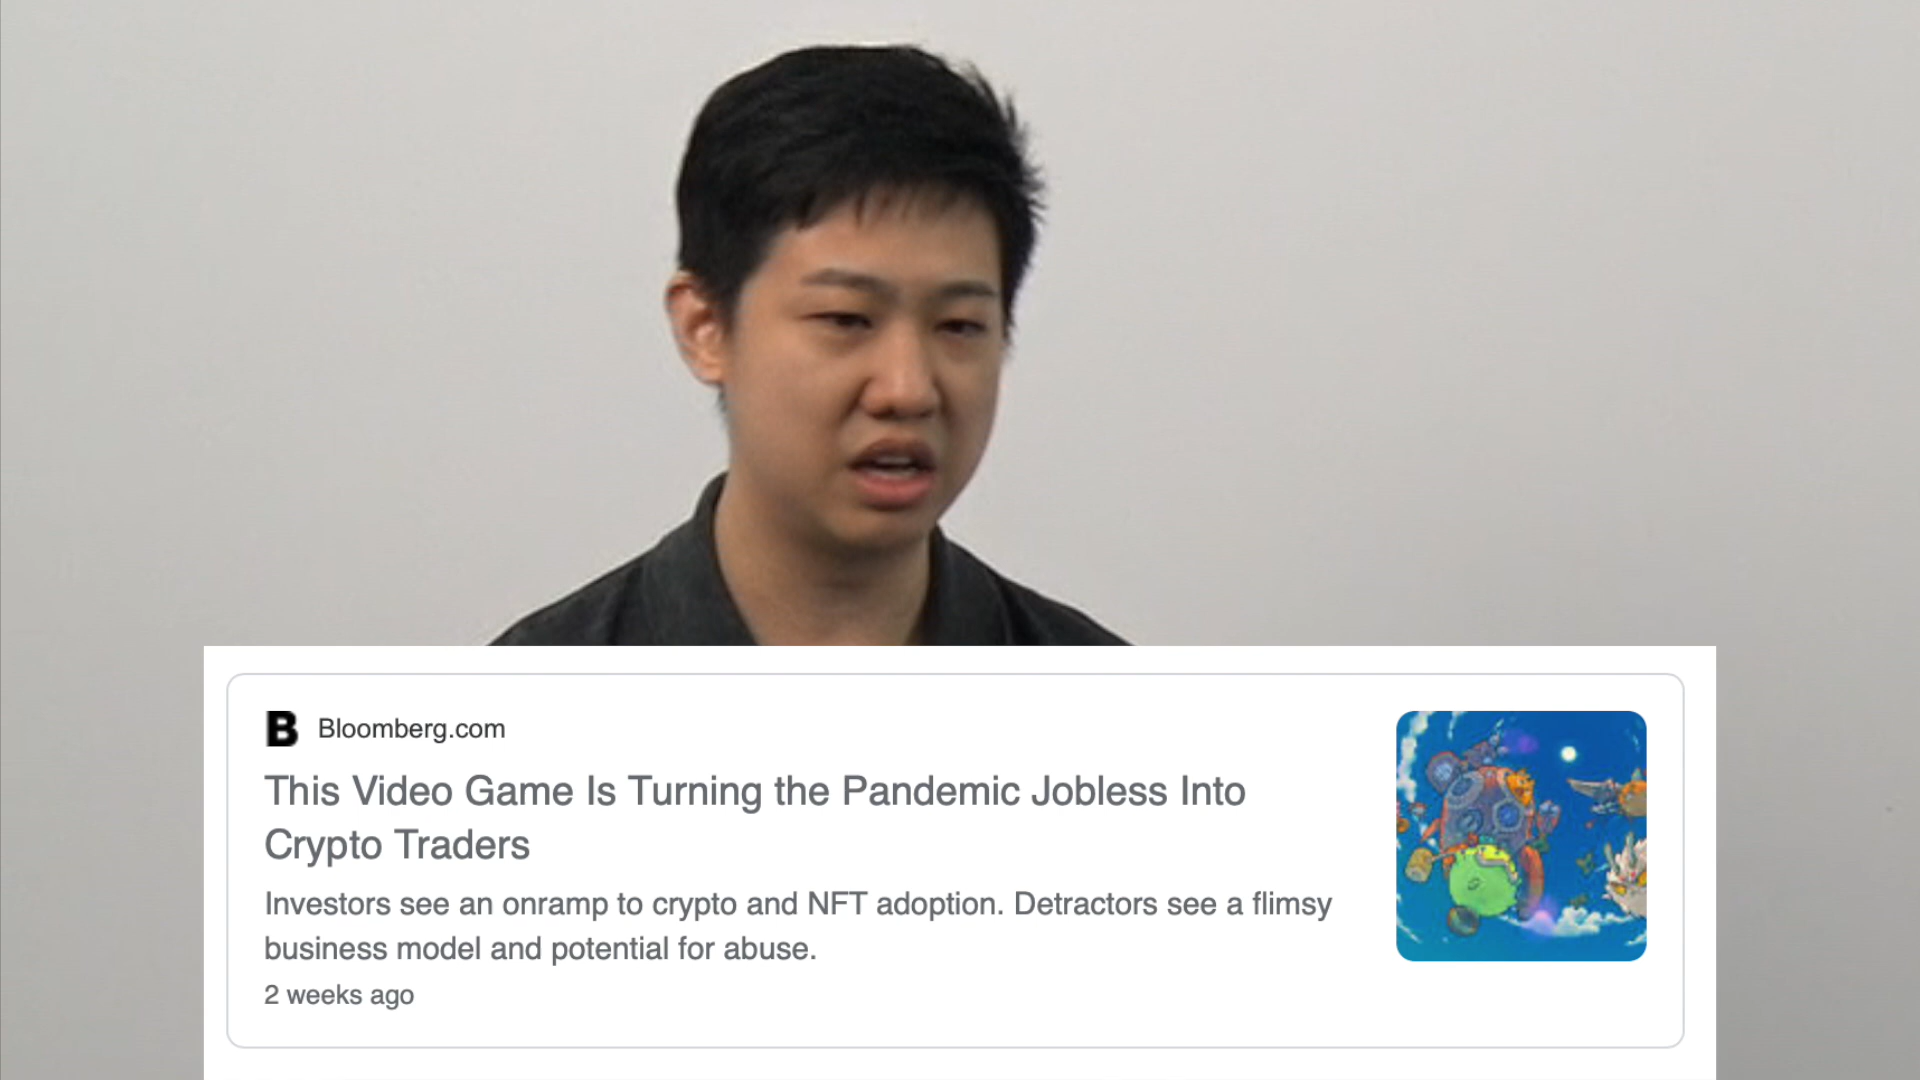 B Bloomberg.com
This Video Game Is Turning the Pandemic Jobless Into
Crypto Traders
Investors see an onramp to crypto and NFT adoption. Detractors see a flimsy
business model and potential for abuse.
2 weeks ago